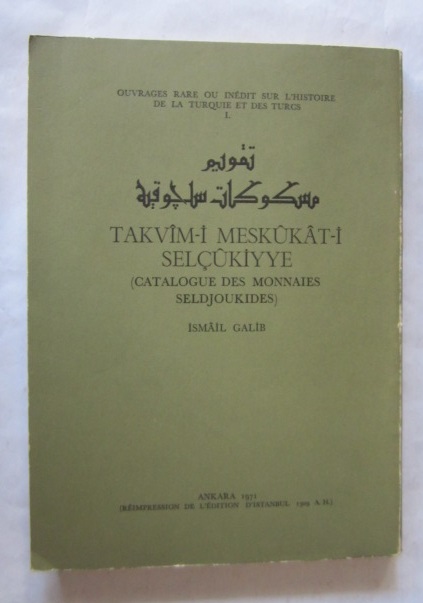 OUVRAGES RARE OU INÉDIT SUR L'HISTOIRE
DE LA TURQUIE ET DES TURCS
I.
تقويم
مسكوكات سلچوقيه
TAKVÎM-İ MESKÛKÂT-İ
SELÇÛKİYYE
(CATALOGUE DES MONNAIES
SELDJOUKIDES)
İSMÂİL GALİB
ANKARA 1971
(RÉIMPRESSION DE L'ÉDITION D'ISTANBUL 1309 A. H.)